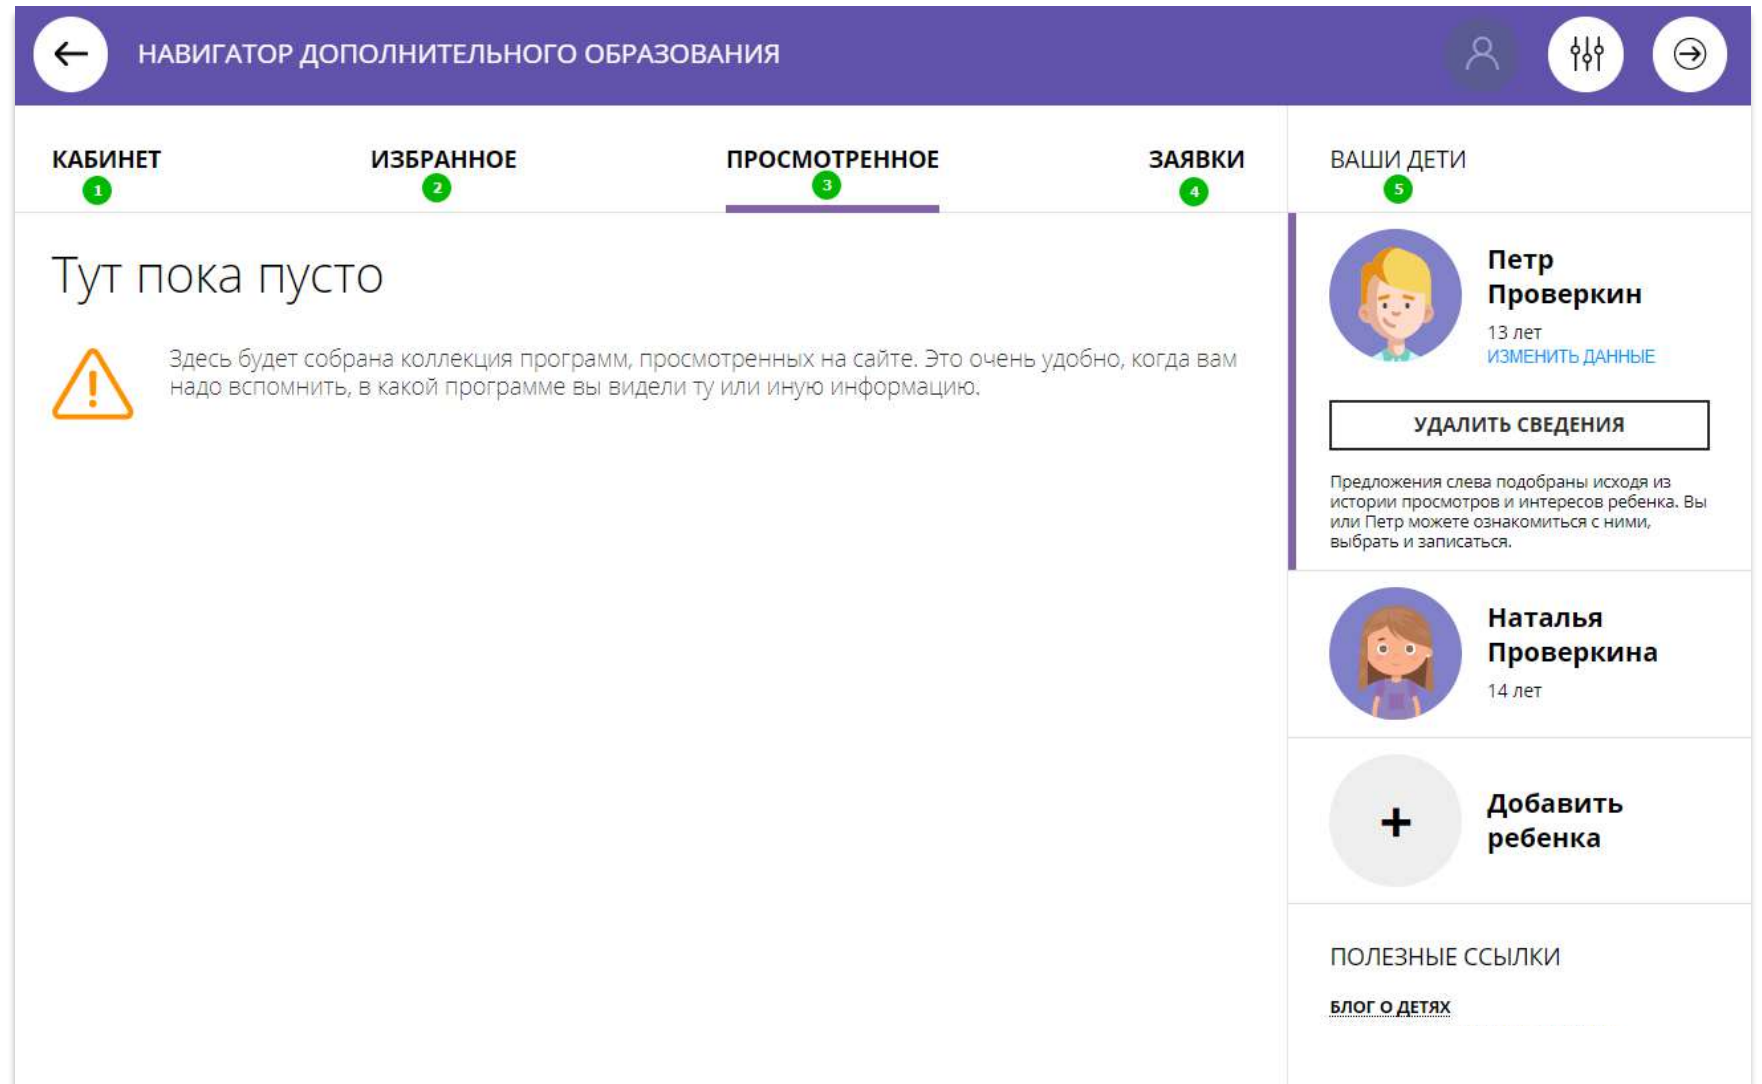 НАВИГАТОР ДОПОЛНИТЕЛЬНОГО ОБРАЗОВАНИЯ
КАБИНЕТ
1
ИЗБРАННОЕ
2
ПРОСМОТРЕННОЕ
3
ЗАЯВКИ
4
Тут пока пусто
Здесь будет собрана коллекция программ, просмотренных на сайте. Это очень удобно, когда вам
надо вспомнить, в какой программе вы видели ту или иную информацию.
ВАШИ ДЕТИ
5
Петр
Проверкин
13 лет
ИЗМЕНИТЬ ДАННЫЕ
УДАЛИТЬ СВЕДЕНИЯ
Предложения слева подобраны исходя из
истории просмотров и интересов ребенка. Вы
или Петр можете ознакомиться с ними,
выбрать и записаться.
Наталья
Проверкина
14 лет
+
Добавить
ребенка
ПОЛЕЗНЫЕ ССЫЛКИ
БЛОГ О ДЕТЯХ